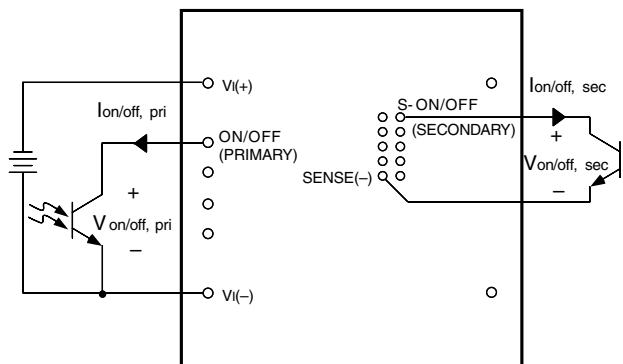 VI(+)
Ion/off, pri
ON/OFF
(PRIMARY)
+
Von/off, pri
–
VI(–)
S-ON/OFF
(SECONDARY)
SENSE(–)
Ion/off, sec
+
Von/off, sec
–